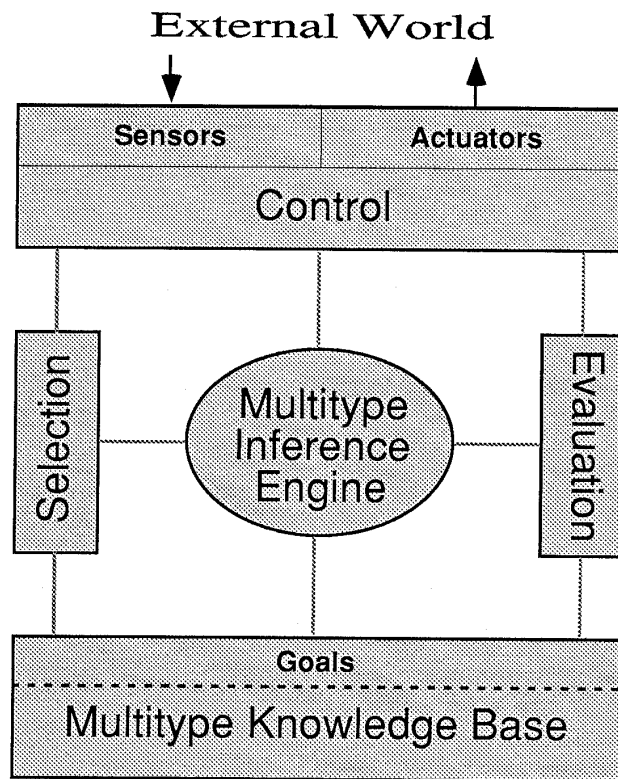 External World
Sensors
Actuators
Control
Selection
Multitype
Inference
Engine
Evaluation
Goals
Multitype Knowledge Base